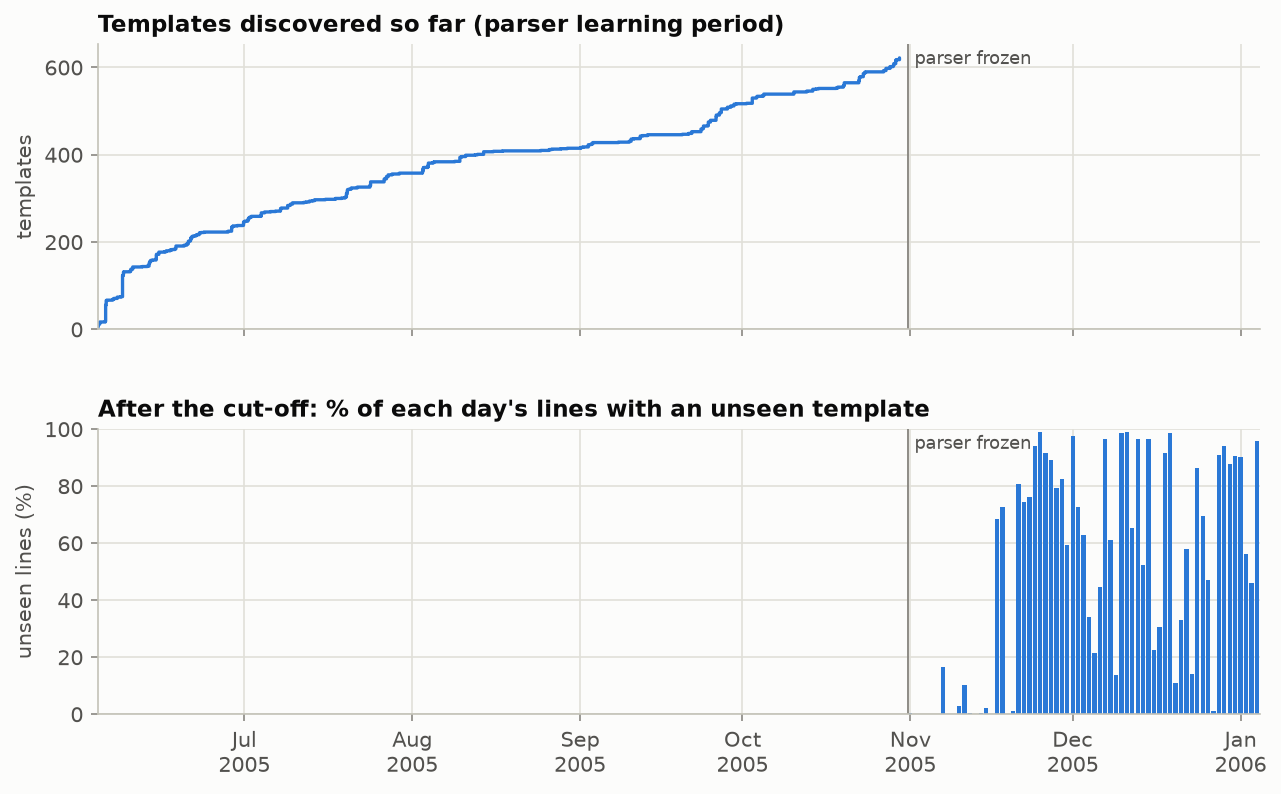 Templates discovered so far (parser learning period)
600
400
200
0
templates
parser frozen
After the cut-off: % of each day's lines with an unseen template
100
80
60
40
20
0
unseen lines (%)
parser frozen
Jul
2005
Aug
2005
Sep
2005
Oct
2005
Nov
2005
Dec
2005
Jan
2006